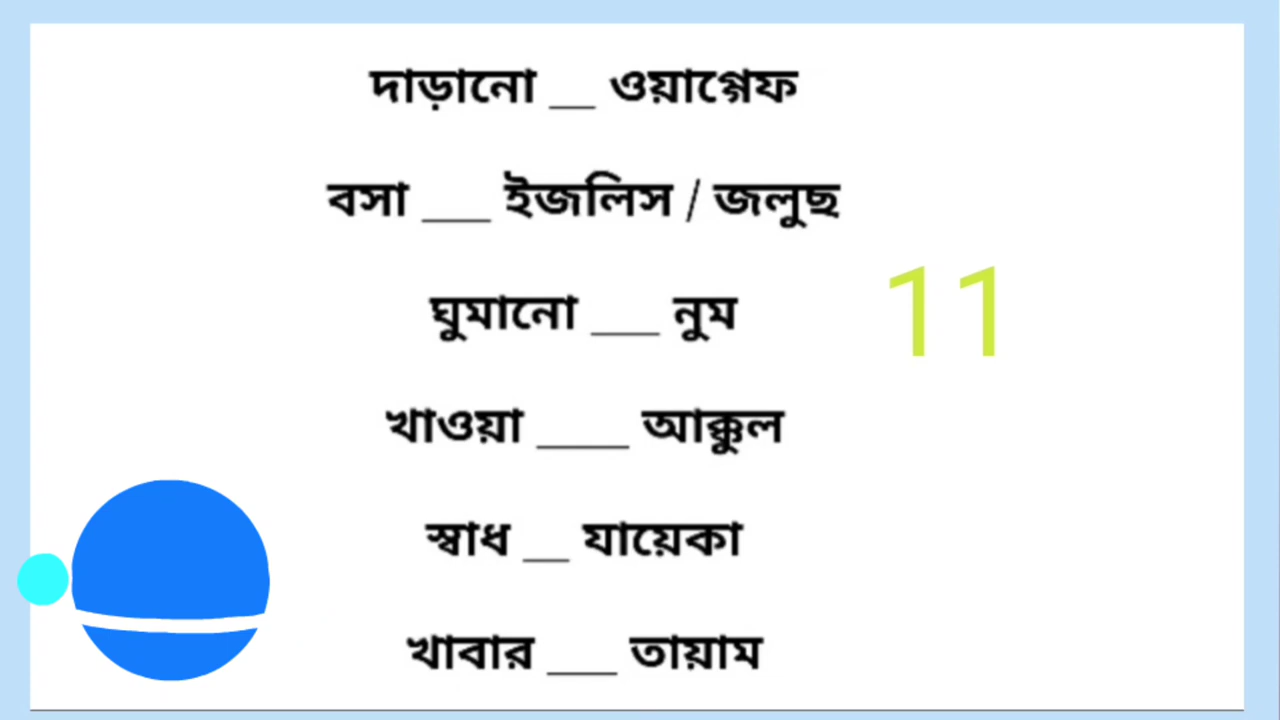 দাড়ানো __ ওয়াগ্গেফ
বসা ___ ইজলিস / জলুছ
ঘুমানো ___ নুম
11
খাওয়া ____ আক্কুল
স্বাধ __ যায়েকা
খাবার ___ তায়াম